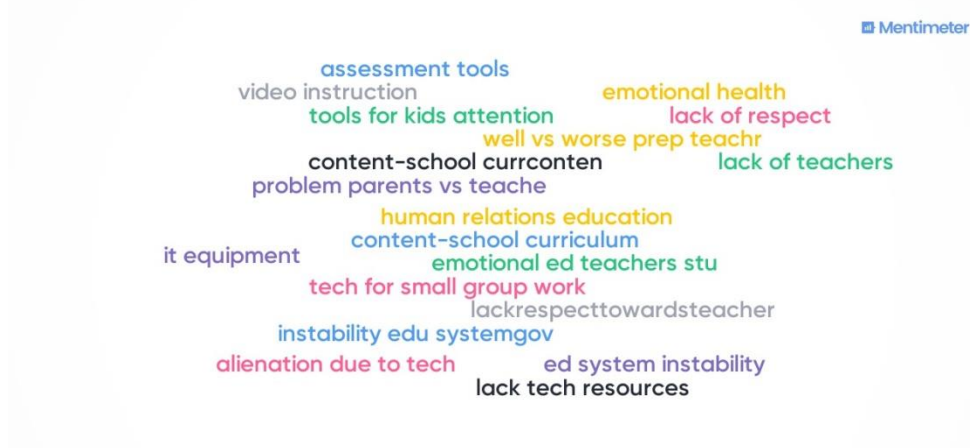 Mentimeter
assessment tools
video instruction
emotional health
tools for kids attention
lack of respect
well vs worse prep teachr
content-school currconten
lack of teachers
problem parents vs teache
human relations education
content-school curriculum
it equipment
emotional ed teachers stu
tech for small group work
lackrespecttowardsteacher
instability edu systemgov
alienation due to tech
ed system instability
lack tech resources